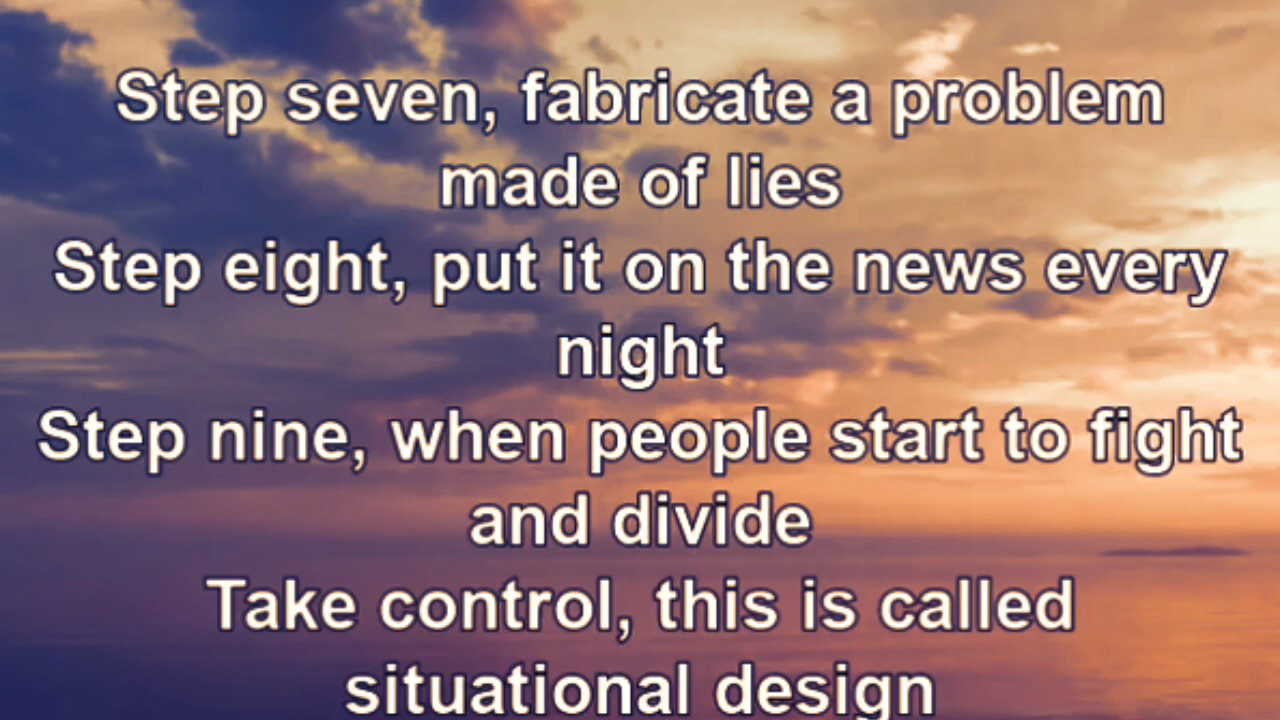 Step seven, fabricate a problem
made of lies
Step eight, put it on the news every
night
Step nine, when people start to fight
and divide
Take control, this is called
situational design